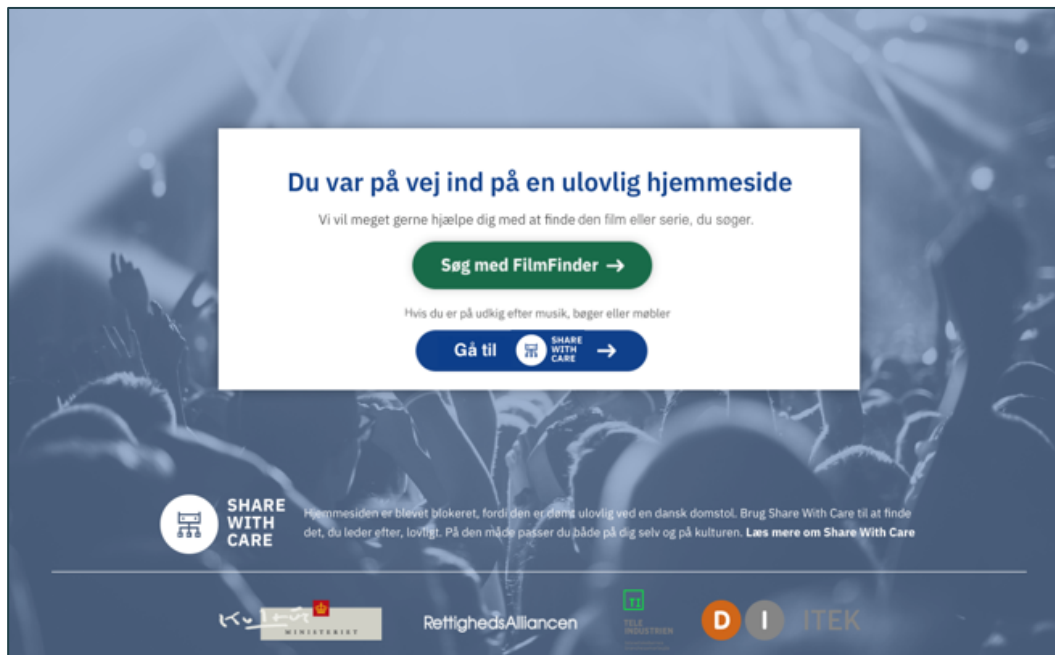 Du var på vej ind på en ulovlig hjemmeside
Vi vil meget gerne hjælpe dig med at finde den film eller serie, du søger.
Søg med FilmFinder →
Hvis du er på udkig efter musik, bøger eller møbler
Gå til SHARE WITH CARE →
SHARE
WITH
CARE
Hjemmesiden er blevet blokeret, fordi den er dømt ulovlig ved en dansk domstol. Brug Share With Care til at finde
det, du leder efter, lovligt. På den måde passer du både på dig selv og på kulturen. Læs mere om Share With Care
Kultur
MINISTERIET
RettighedsAlliancen
TI
TELE
INDUSTRIEN
DI ITEK